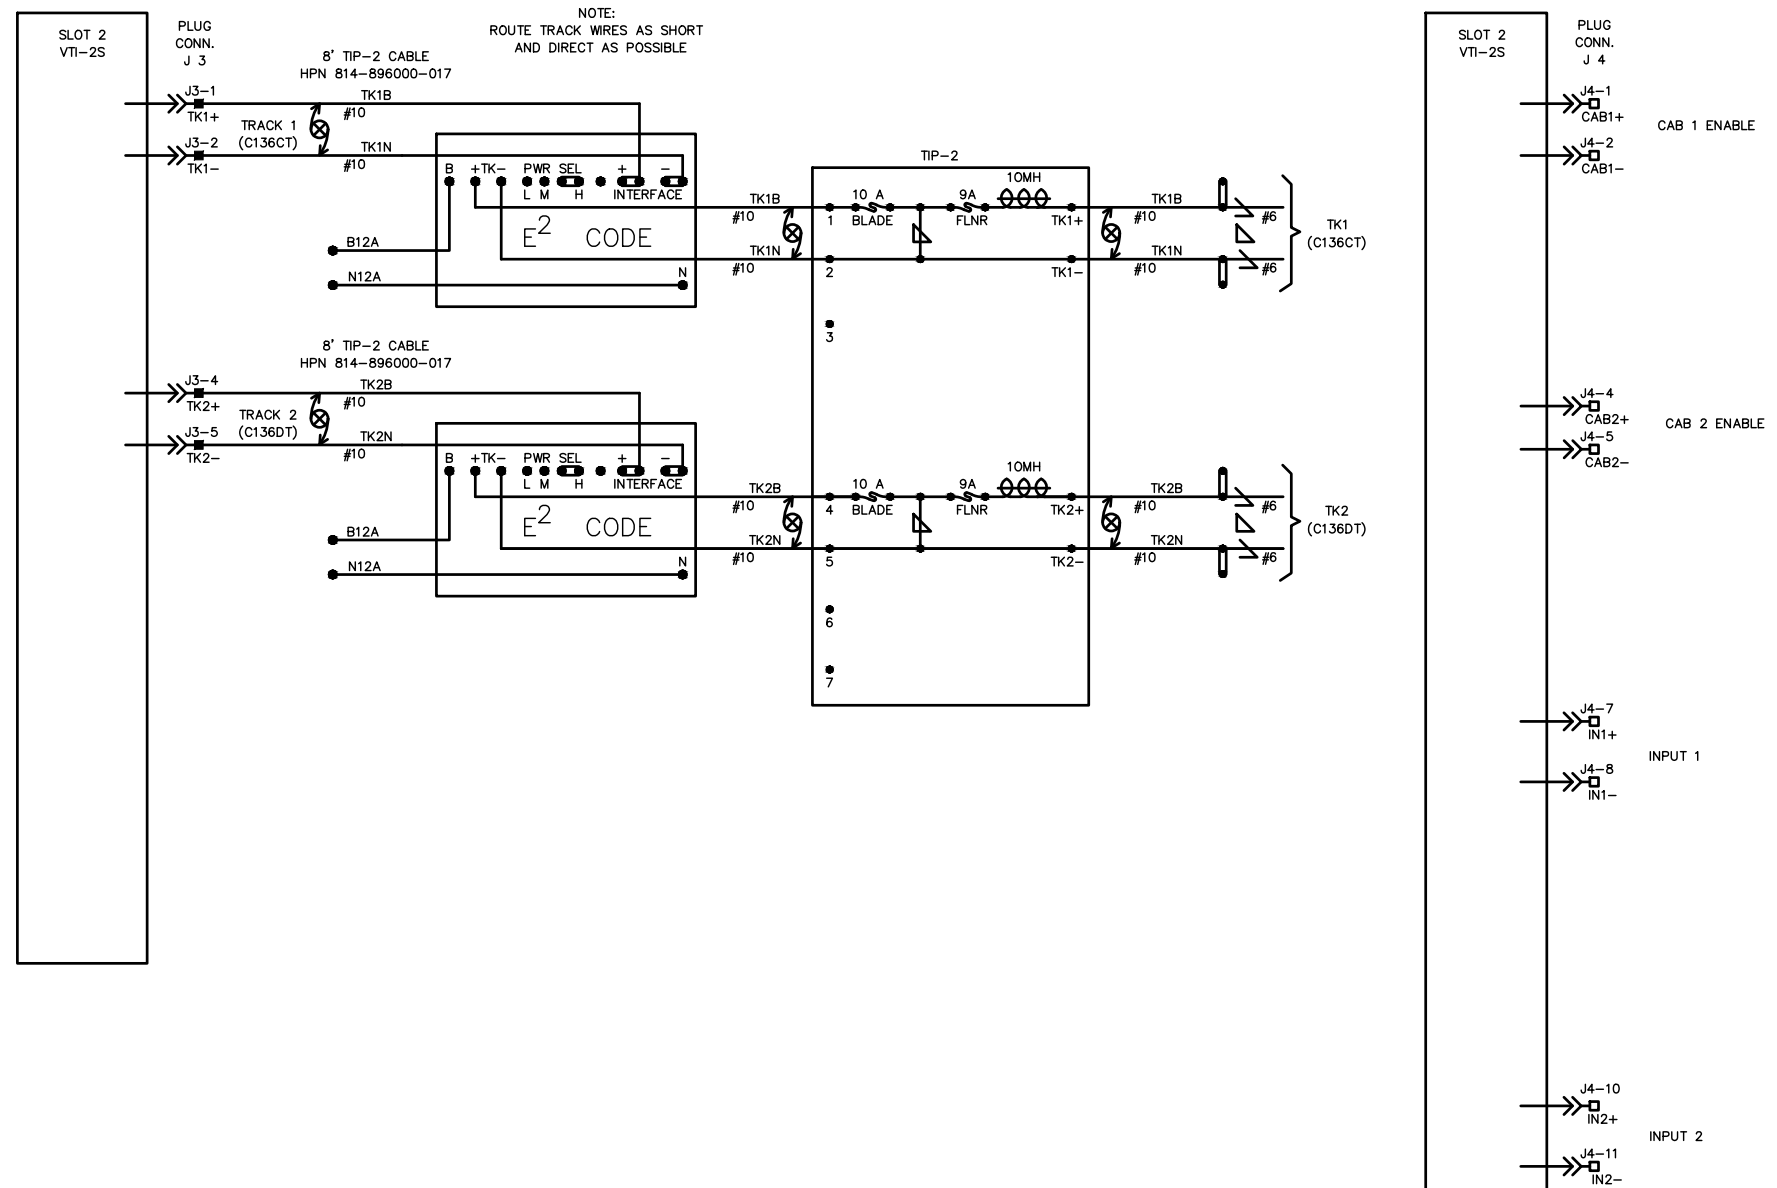 NOTE:
ROUTE TRACK WIRES AS SHORT
AND DIRECT AS POSSIBLE
SLOT 2
VTI-2S
PLUG
CONN.
J 3
8' TIP-2 CABLE
HPN 814-896000-017
J3-1
TK1+
TK1B
#10
TRACK 1
(C136CT)
J3-2
TK1-
TK1N
#10
B +TK- PWR SEL + -
L M H INTERFACE
E2 CODE
B12A
N12A
N
TK1B
#10
TK1N
#10
TIP-2
1
10 A
BLADE
9A
FLNR
10MH
TK1+
2
TK1-
3
TK1B
#10
#6
TK1N
#10
#6
TK1
(C136CT)
8' TIP-2 CABLE
HPN 814-896000-017
J3-4
TK2+
TK2B
#10
TRACK 2
(C136DT)
J3-5
TK2-
TK2N
#10
B +TK- PWR SEL + -
L M H INTERFACE
E2 CODE
B12A
N12A
N
TK2B
#10
TK2N
#10
4
10 A
BLADE
9A
FLNR
10MH
TK2+
5
TK2-
6
7
TK2B
#10
#6
TK2N
#10
#6
TK2
(C136DT)
SLOT 2
VTI-2S
PLUG
CONN.
J 4
J4-1
CAB1+
CAB 1 ENABLE
J4-2
CAB1-
J4-4
CAB2+
CAB 2 ENABLE
J4-5
CAB2-
J4-7
IN1+
INPUT 1
J4-8
IN1-
J4-10
IN2+
INPUT 2
J4-11
IN2-